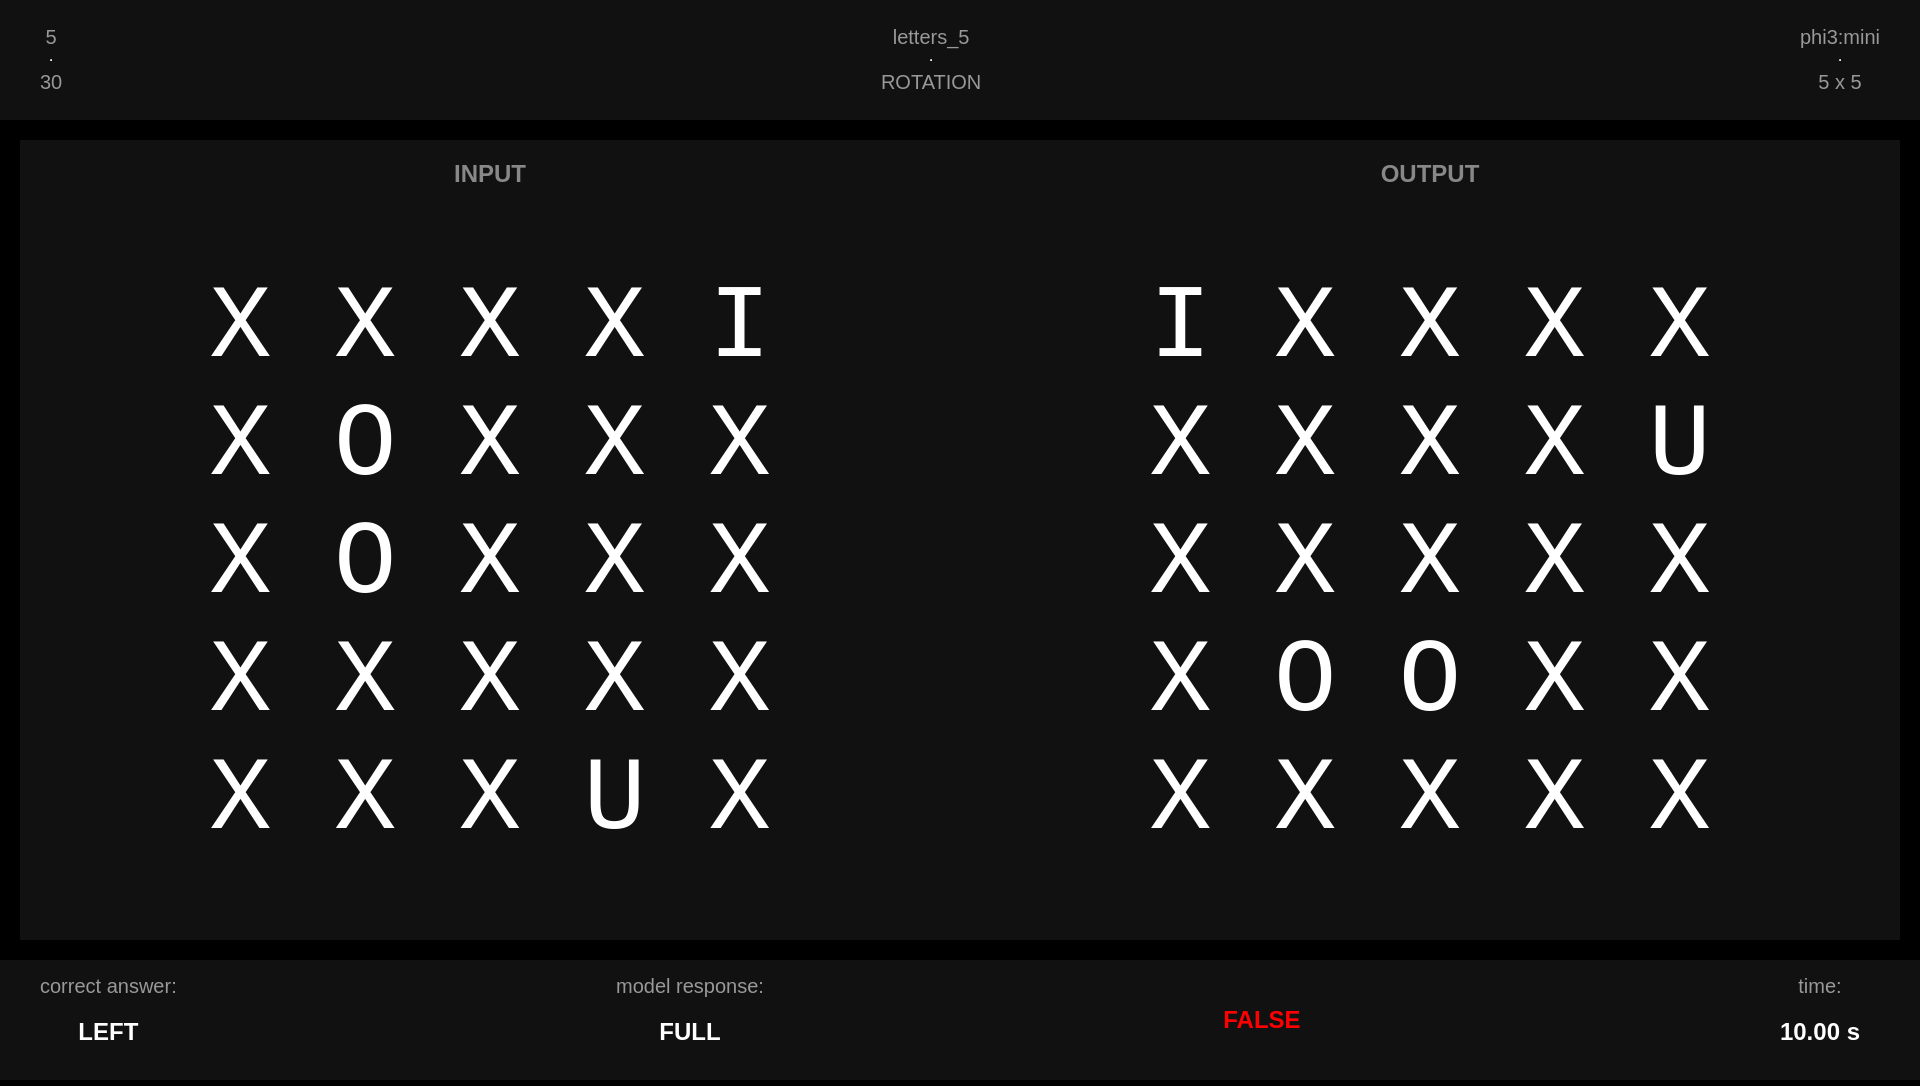 5
.
30
letters_5
.
ROTATION
phi3:mini
.
5 x 5
INPUT
X X X X I
X O X X X
X O X X X
X X X X X
X X X U X
OUTPUT
I X X X X
X X X X U
X X X X X
X O O X X
X X X X X
correct answer:
LEFT
model response:
FULL
FALSE
time:
10.00 s